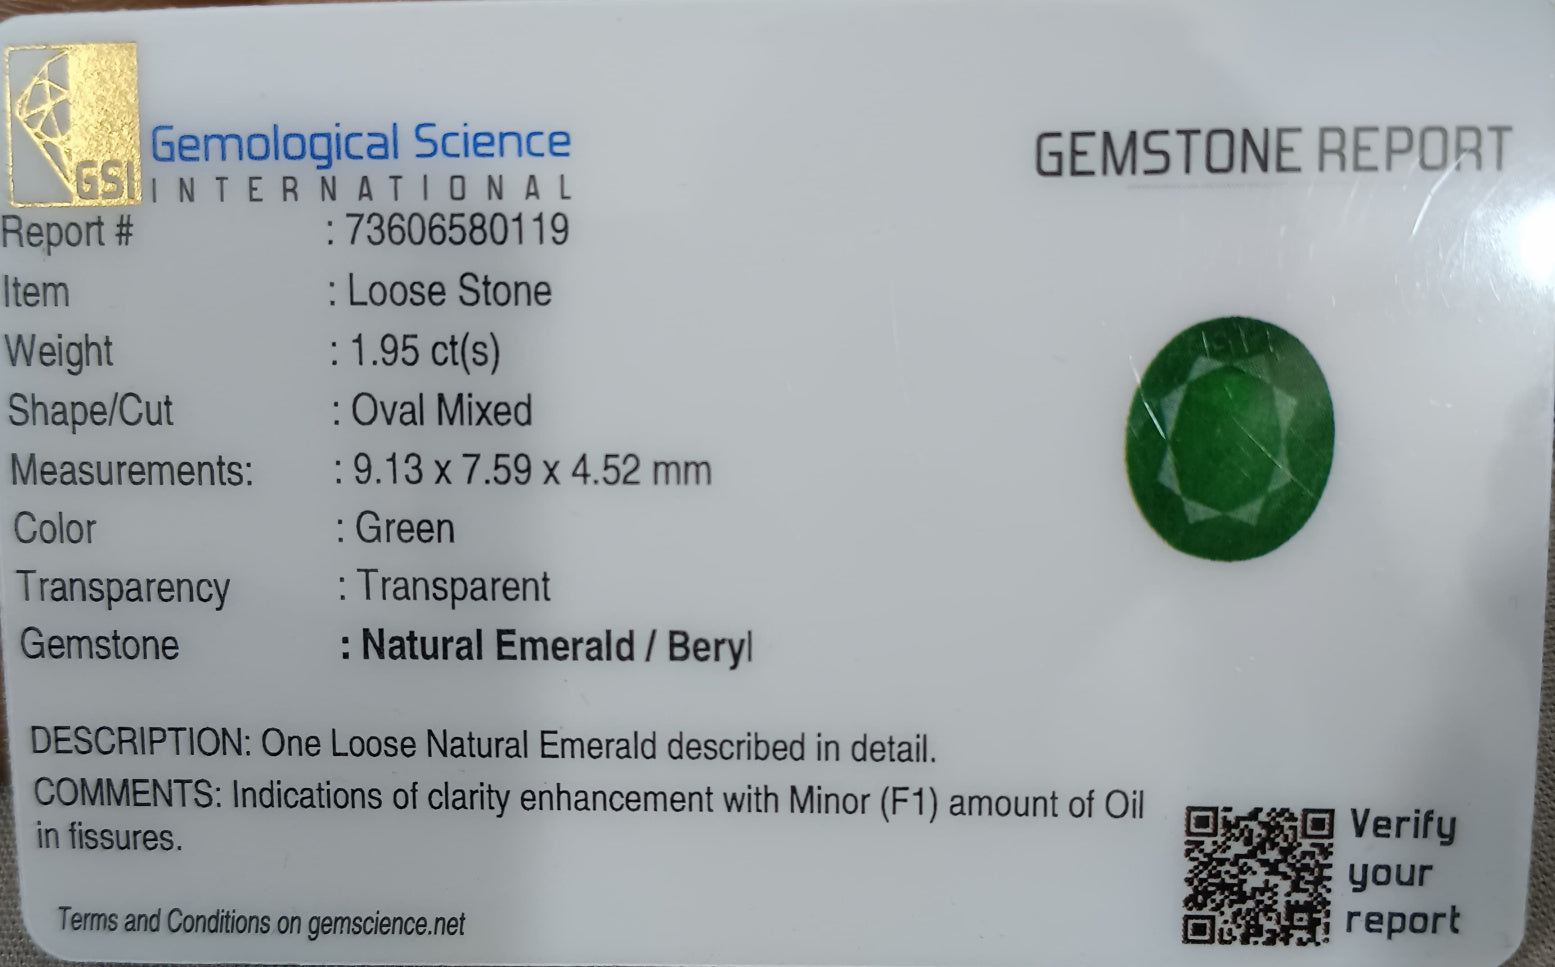 GSI
Gemological Science
INTERNATIONAL
GEMSTONE REPORT
Report # : 73606580119
Item : Loose Stone
Weight : 1.95 ct(s)
Shape/Cut : Oval Mixed
Measurements: : 9.13 x 7.59 x 4.52 mm
Color : Green
Transparency : Transparent
Gemstone : Natural Emerald / Beryl
DESCRIPTION: One Loose Natural Emerald described in detail.
COMMENTS: Indications of clarity enhancement with Minor (F1) amount of Oil
in fissures.
Verify
your
report
Terms and Conditions on gemscience.net